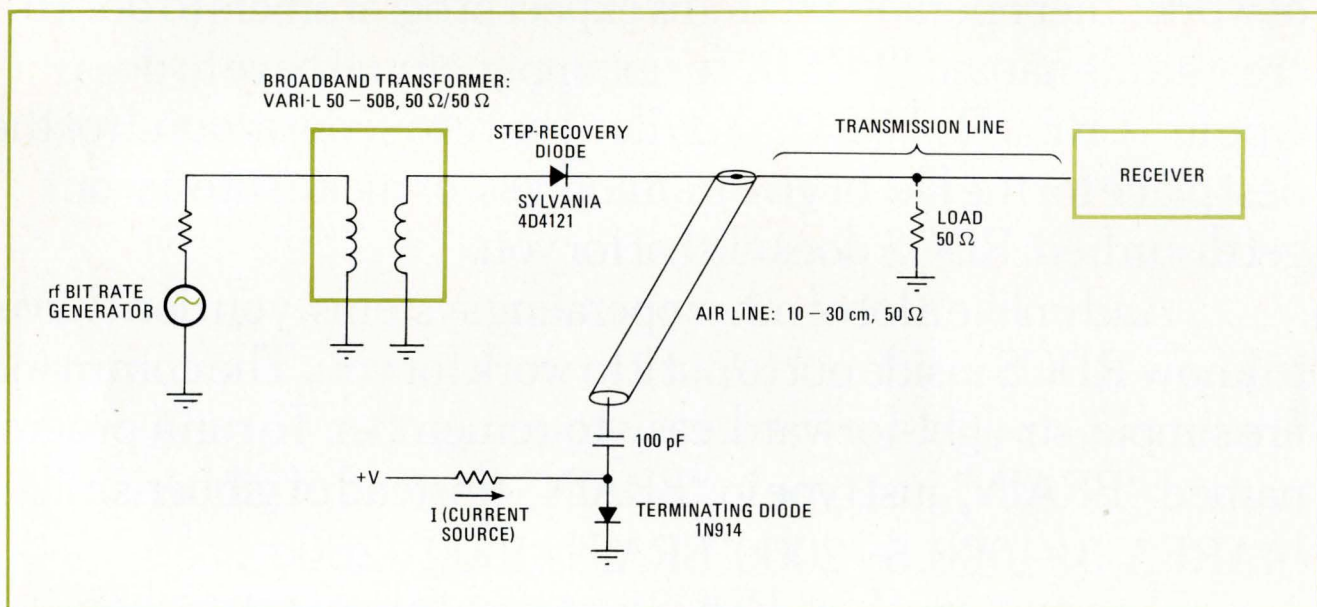 BROADBAND TRANSFORMER:
VARI-L 50 – 50B, 50 Ω/50 Ω
STEP-RECOVERY
DIODE
SYLVANIA
4D4121
TRANSMISSION LINE
RECEIVER
LOAD
50 Ω
rf BIT RATE
GENERATOR
AIR LINE: 10 – 30 cm, 50 Ω
100 pF
+V
I (CURRENT
SOURCE)
TERMINATING DIODE
1N914